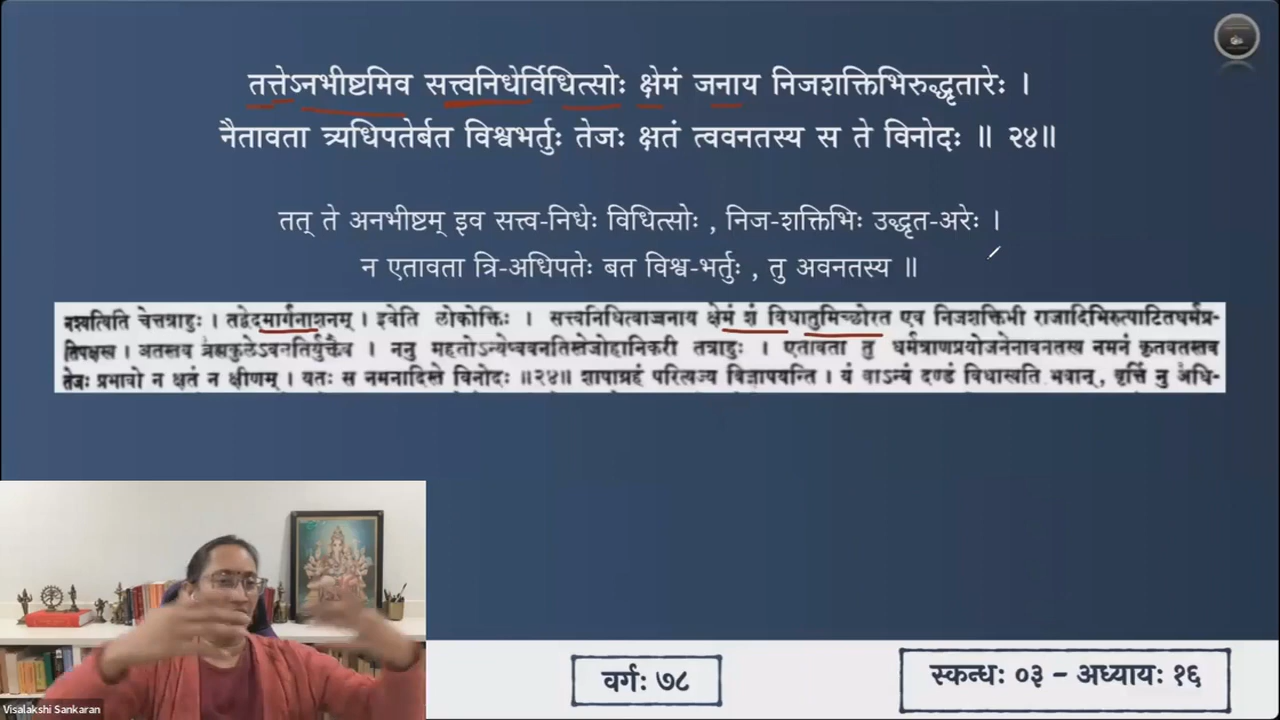 तत्तेऽनभीष्टमिव सत्त्वनिधेर्विधित्सोः क्षेमं जनाय निजशक्तिभिरुद्धृतारेः ।
नैतावता त्र्यधिपतेर्बत विश्वभर्तुः तेजः क्षतं त्ववनतस्य स ते विनोदः ॥ २४॥
तत् ते अनभीष्टम् इव सत्त्व-निधेः विधित्सोः , निज-शक्तिभिः उद्धृत-अरेः ।
न एतावता त्रि-अधिपतेः बत विश्व-भर्तुः , तु अवनतस्य ॥
नश्यत्विति चेत्तत्राहुः । तद्वेदमार्गनाशनम् । इवेति लोकोक्तिः । सत्त्वनिधित्वाज्जनाय क्षेमं शं विधातुमिच्छोरत एव निजशक्तिभी राजादिभिरुत्पाटितधर्मप्र-
तिपक्षस्य । अतस्तव ब्रह्मकुलेऽवनतिर्युक्तैव । ननु महतोऽन्येष्ववनतिस्तेजोहानिकरी तत्राहुः । एतावता तु धर्मत्राणप्रयोजनेनावनतस्य नमनं कृतवतस्तव
तेजः प्रभावो न क्षतं न क्षीणम् । यतः स नमनादिस्ते विनोदः ॥२४॥ शापाग्रहं परित्यज्य विज्ञापयन्ति । यं वाऽन्यं दण्डं विधास्यति भवान्, वृत्तिं नु अधि-
Visalakshi Sankaran
वर्गः ७८
स्कन्धः ०३ – अध्यायः १६